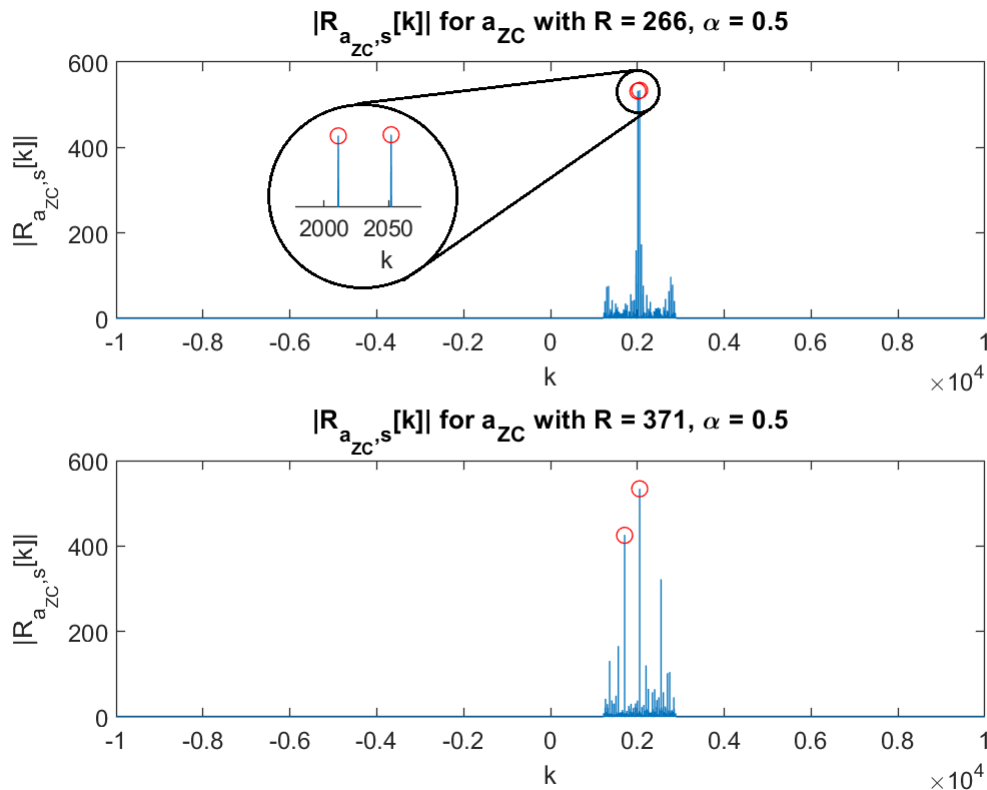 |R_{a_{ZC},s}[k]| for a_{ZC} with R = 266, α = 0.5
600
400
200
0
|R_{a_{ZC},s}[k]|
2000 2050
k
-1 -0.8 -0.6 -0.4 -0.2 0 0.2 0.4 0.6 0.8 1
k
×10^4
|R_{a_{ZC},s}[k]| for a_{ZC} with R = 371, α = 0.5
600
400
200
0
|R_{a_{ZC},s}[k]|
-1 -0.8 -0.6 -0.4 -0.2 0 0.2 0.4 0.6 0.8 1
k
×10^4